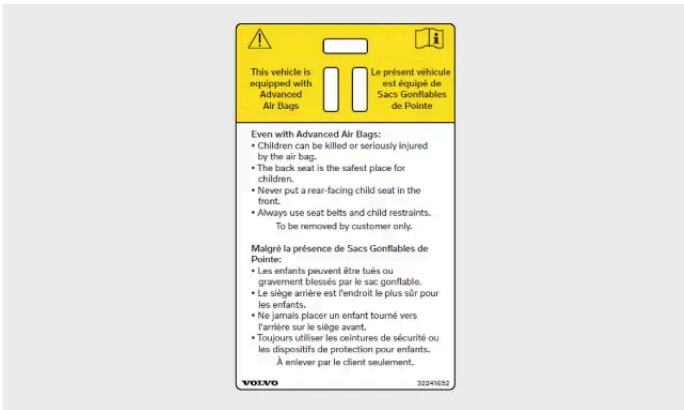 This vehicle is
equipped with
Advanced
Air Bags
Le présent véhicule
est équipé de
Sacs Gonflables
de Pointe
Even with Advanced Air Bags:
• Children can be killed or seriously injured
by the air bag.
• The back seat is the safest place for
children.
• Never put a rear-facing child seat in the
front.
• Always use seat belts and child restraints.
To be removed by customer only.
Malgré la présence de Sacs Gonflables de
Pointe:
• Les enfants peuvent être tués ou
gravement blessés par le sac gonflable.
• Le siège arrière est l'endroit le plus sûr pour
les enfants.
• Ne jamais placer un enfant tourné vers
l'arrière sur le siège avant.
• Toujours utiliser les ceintures de sécurité ou
les dispositifs de protection pour enfants.
À enlever par le client seulement.
VOLVO
32241692